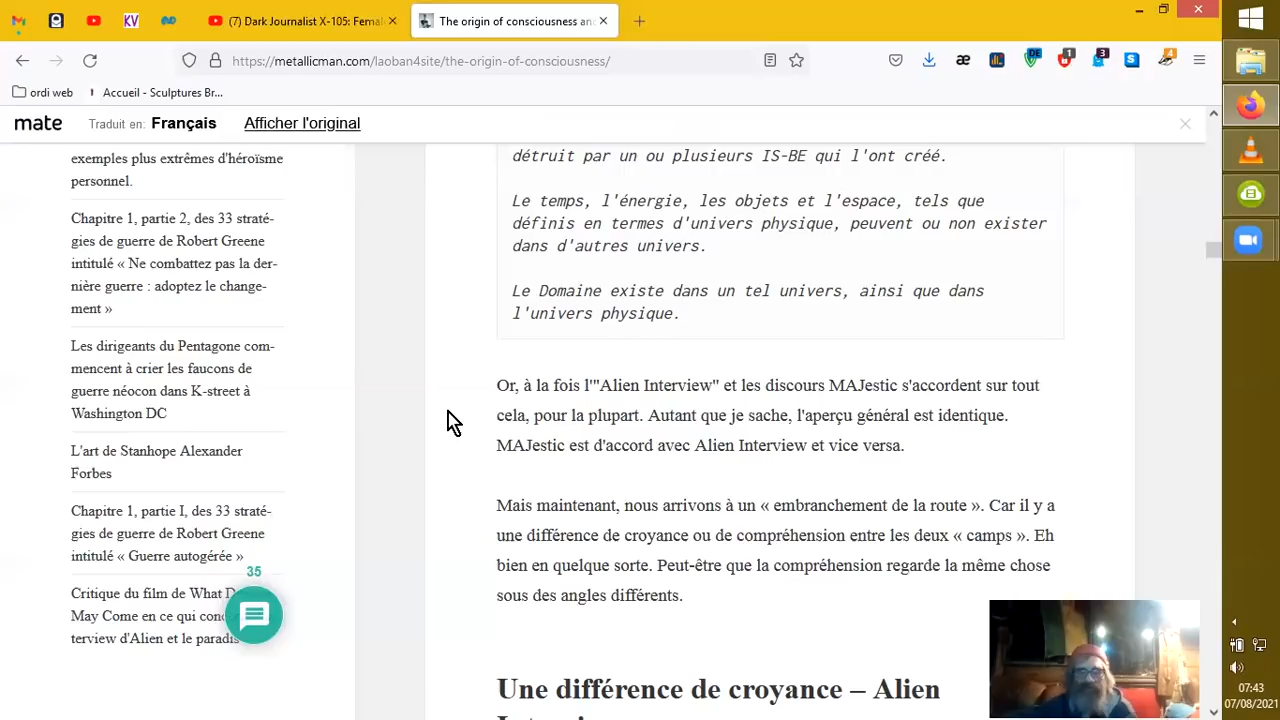 (7) Dark Journalist X-105: Fema
The origin of consciousness and
https://metallicman.com/laoban4site/the-origin-of-consciousness/
DE
1
3
4
ordi web
Accueil - Sculptures Br...
mate
Traduit en: Français
Afficher l'original
exemples plus extrêmes d'héroïsme
personnel.
Chapitre 1, partie 2, des 33 straté-
gies de guerre de Robert Greene
intitulé « Ne combattez pas la der-
nière guerre : adoptez le change-
ment »
Les dirigeants du Pentagone com-
mencent à crier les faucons de
guerre néocon dans K-street à
Washington DC
L'art de Stanhope Alexander
Forbes
Chapitre 1, partie I, des 33 straté-
gies de guerre de Robert Greene
intitulé « Guerre autogérée »
35
Critique du film de What
May Come en ce qui
terview d'Alien et le paradis
détruit par un ou plusieurs IS-BE qui l'ont créé.
Le temps, l'énergie, les objets et l'espace, tels que
définis en termes d'univers physique, peuvent ou non exister
dans d'autres univers.
Le Domaine existe dans un tel univers, ainsi que dans
l'univers physique.
Or, à la fois l'"Alien Interview" et les discours MAJestic s'accordent sur tout
cela, pour la plupart. Autant que je sache, l'aperçu général est identique.
MAJestic est d'accord avec Alien Interview et vice versa.
Mais maintenant, nous arrivons à un « embranchement de la route ». Car il y a
une différence de croyance ou de compréhension entre les deux « camps ». Eh
bien en quelque sorte. Peut-être que la compréhension regarde la même chose
sous des angles différents.
Une différence de croyance – Alien
07:43
07/08/2021